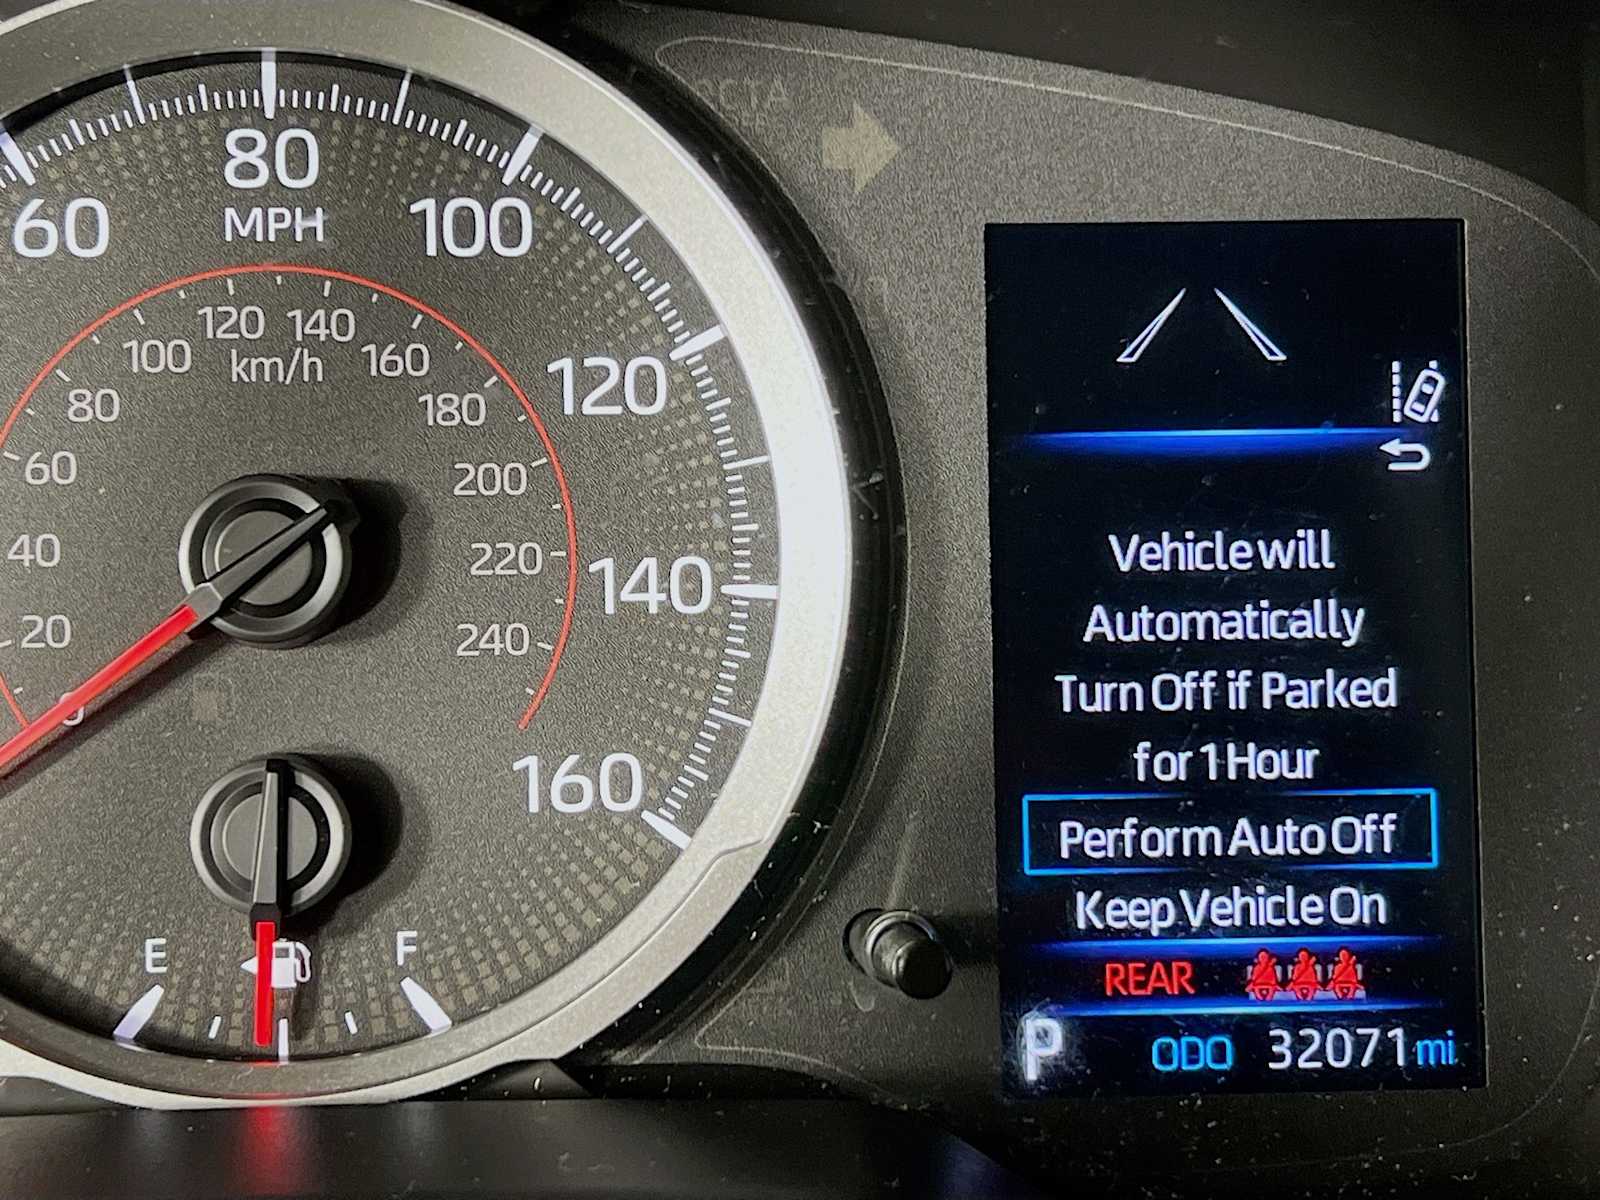 RCTA
80
60
MPH
100
120 140
100
km/h
160
120
80
180
60
200
40
220
140
20
240
0
160
E
F
Vehicle will
Automatically
Turn Off if Parked
for 1 Hour
Perform Auto Off
Keep Vehicle On
REAR
P
ODO 32071 mi